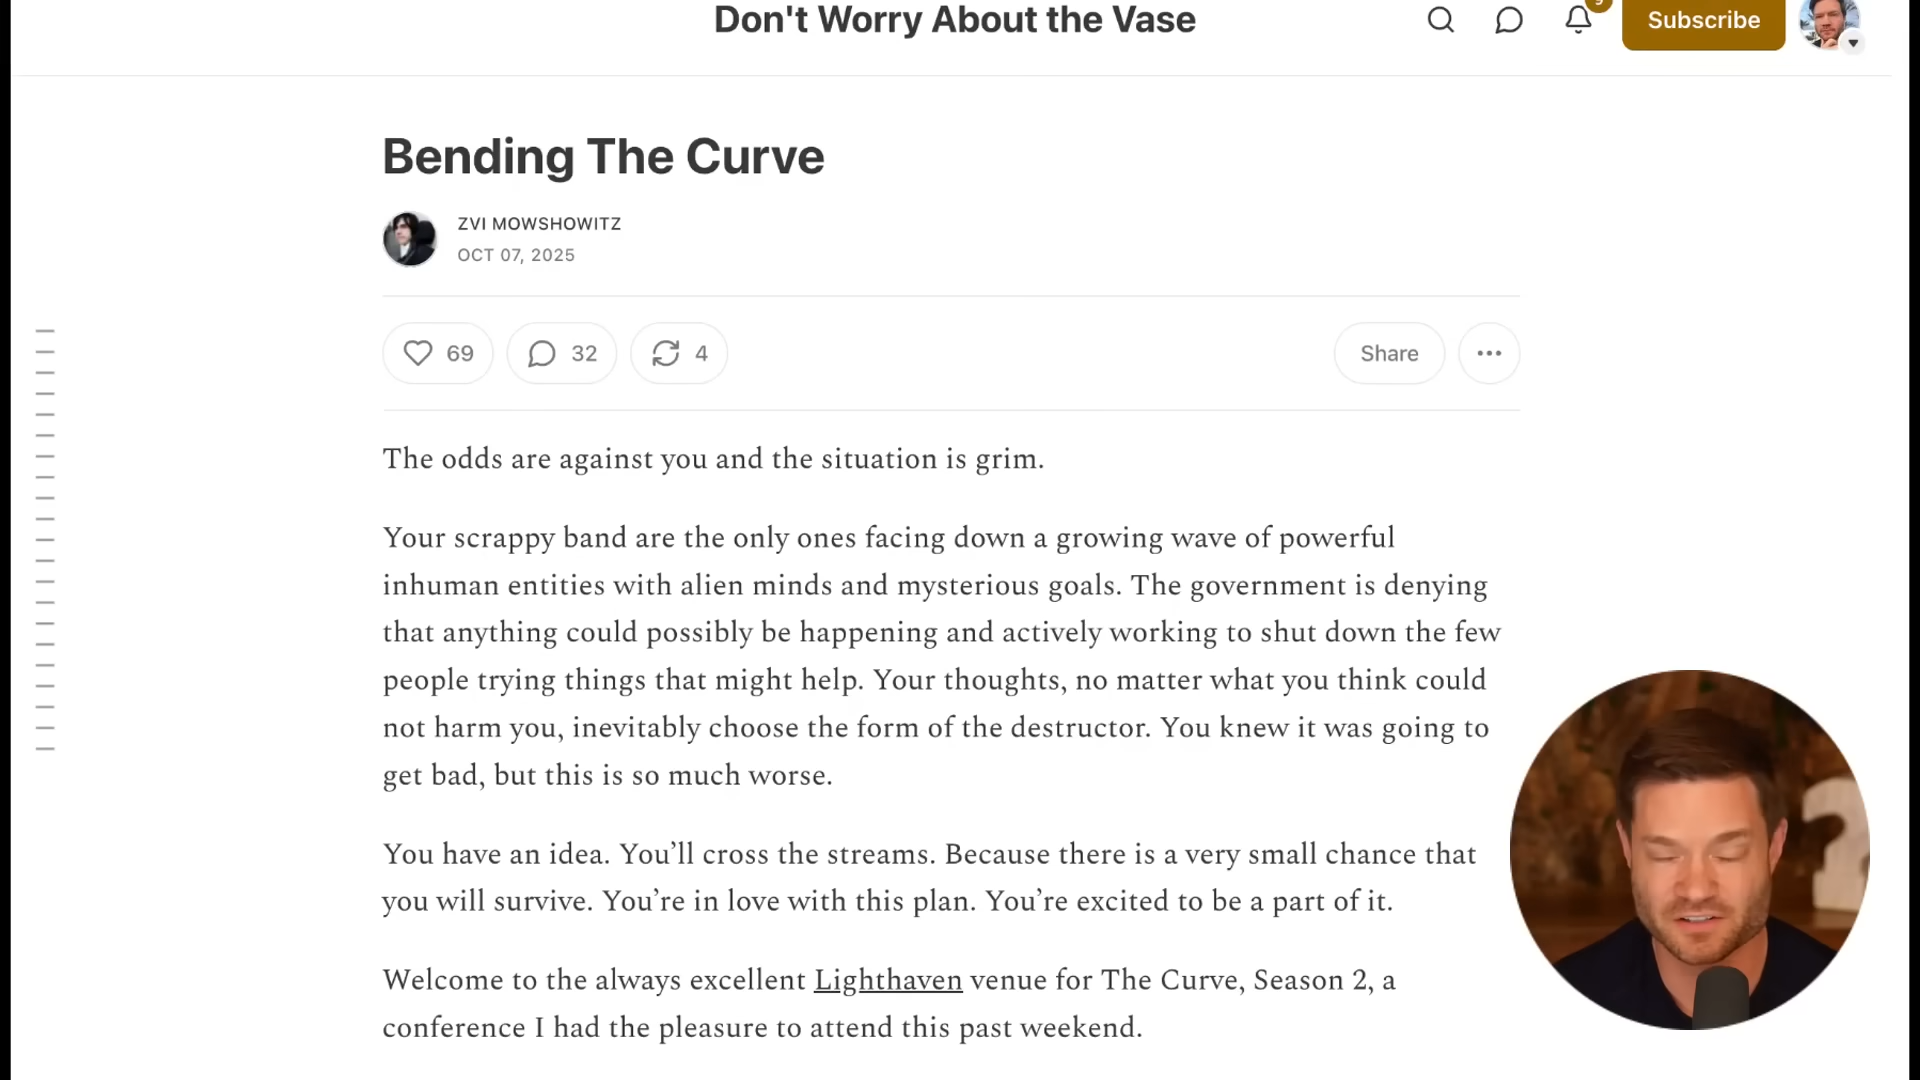 Don't Worry About the Vase
Subscribe
Bending The Curve
ZVI MOWSHOWITZ
OCT 07, 2025
69
32
4
Share
The odds are against you and the situation is grim.
Your scrappy band are the only ones facing down a growing wave of powerful
inhuman entities with alien minds and mysterious goals. The government is denying
that anything could possibly be happening and actively working to shut down the few
people trying things that might help. Your thoughts, no matter what you think could
not harm you, inevitably choose the form of the destructor. You knew it was going to
get bad, but this is so much worse.
You have an idea. You’ll cross the streams. Because there is a very small chance that
you will survive. You’re in love with this plan. You’re excited to be a part of it.
Welcome to the always excellent Lighthaven venue for The Curve, Season 2, a
conference I had the pleasure to attend this past weekend.